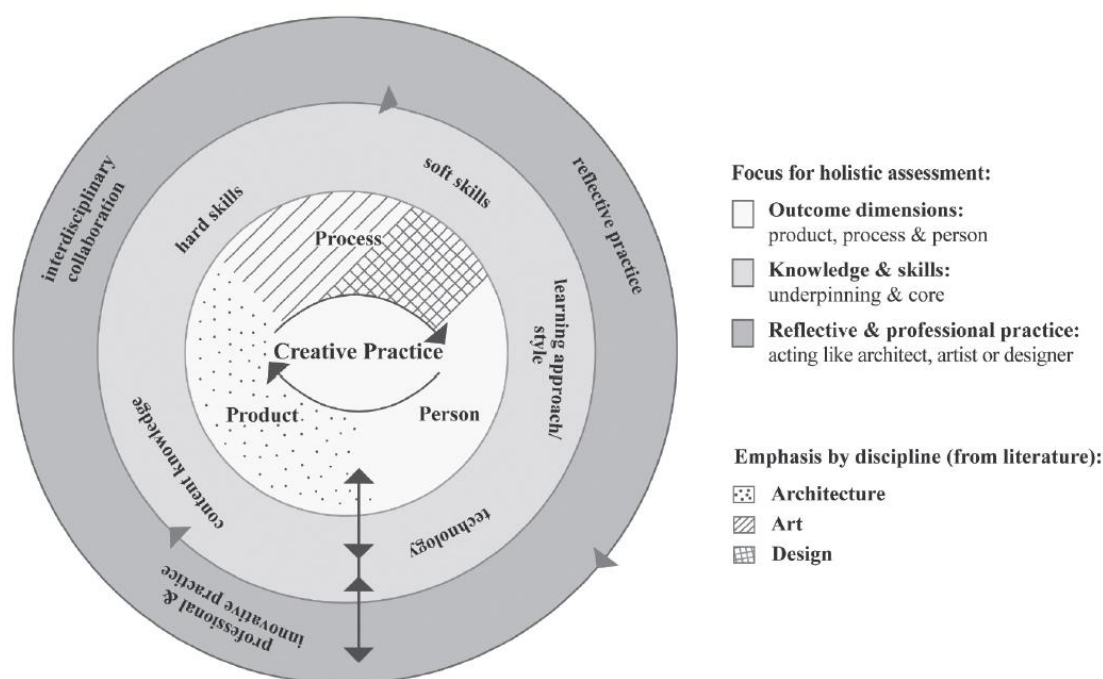 interdisciplinary
collaboration
hard skills
soft skills
reflective practice
Process
learning approach/
style
Creative Practice
Product
Person
content knowledge
technology
professional &
innovative practice
Focus for holistic assessment:
Outcome dimensions:
product, process & person
Knowledge & skills:
underpinning & core
Reflective & professional practice:
acting like architect, artist or designer
Emphasis by discipline (from literature):
Architecture
Art
Design